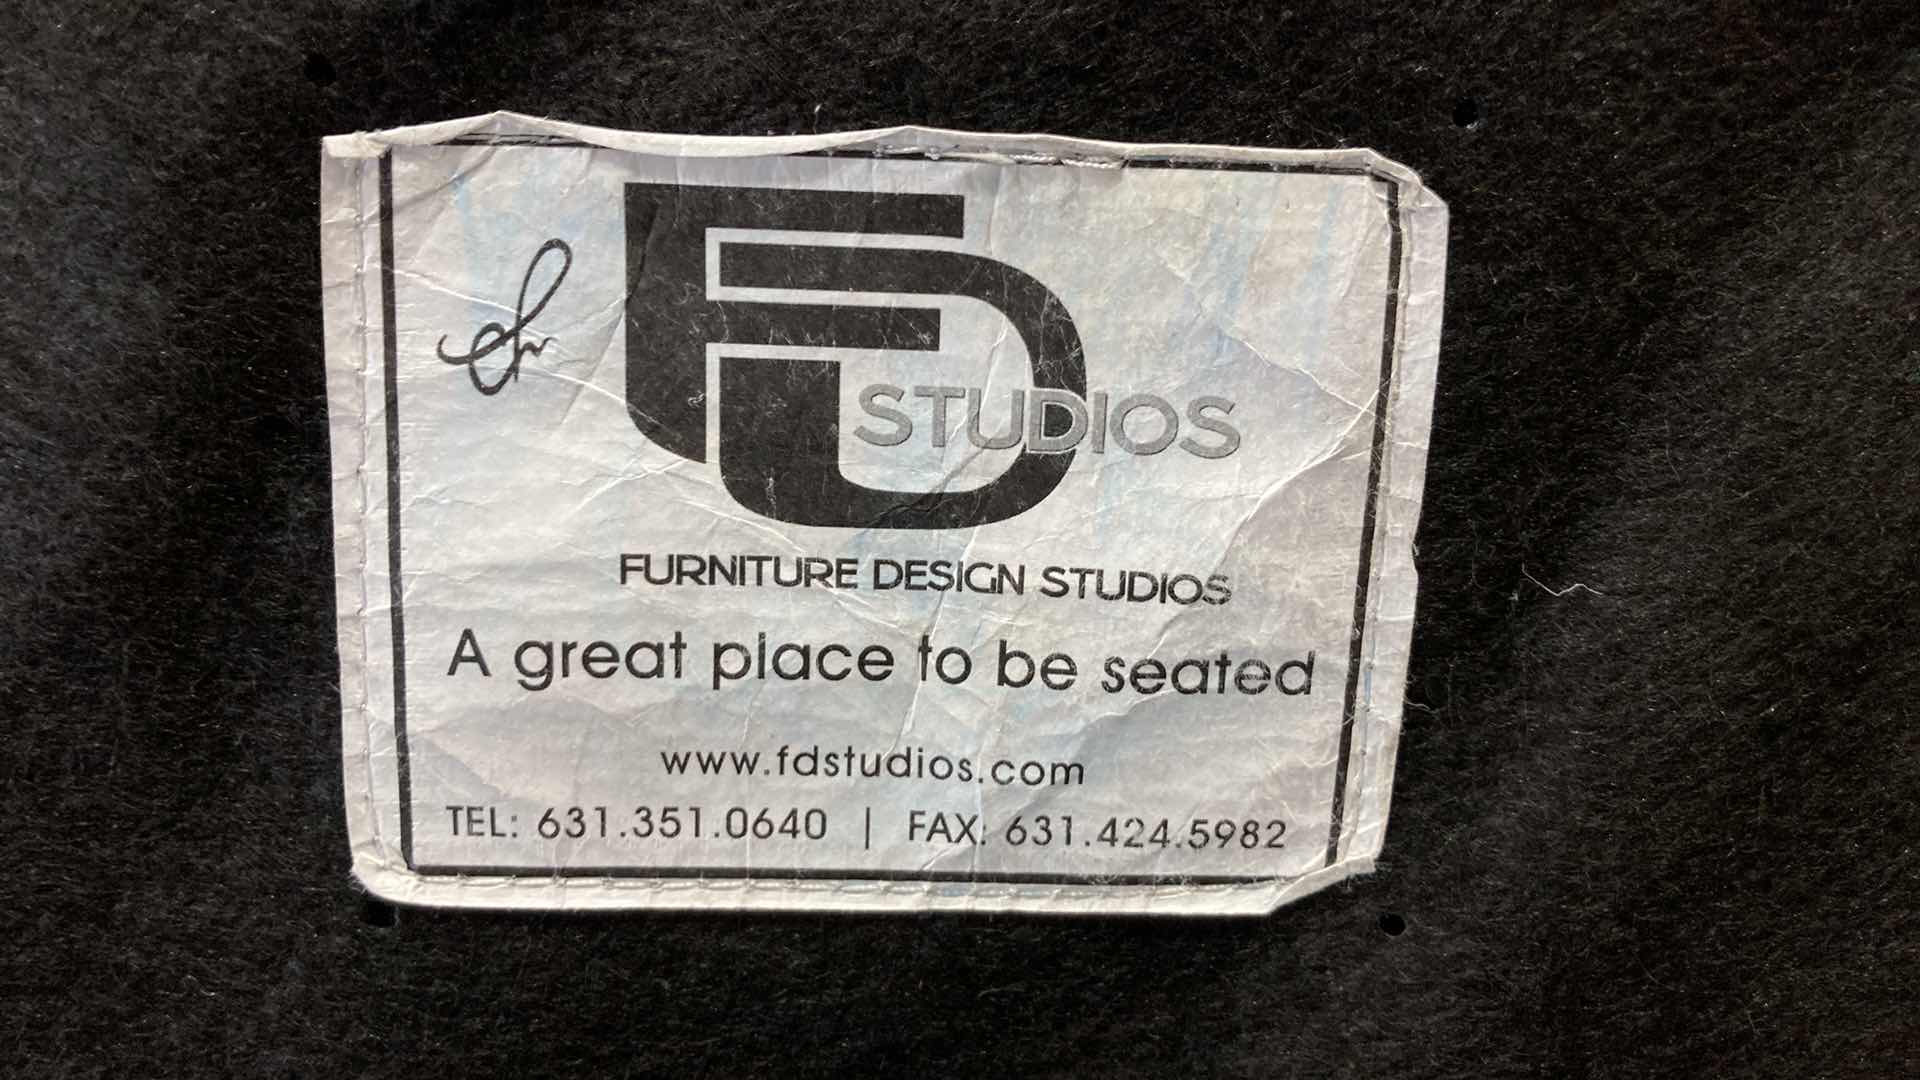 FD STUDIOS
FURNITURE DESIGN STUDIOS
A great place to be seated
www.fdstudios.com
TEL: 631.351.0640 | FAX: 631.424.5982